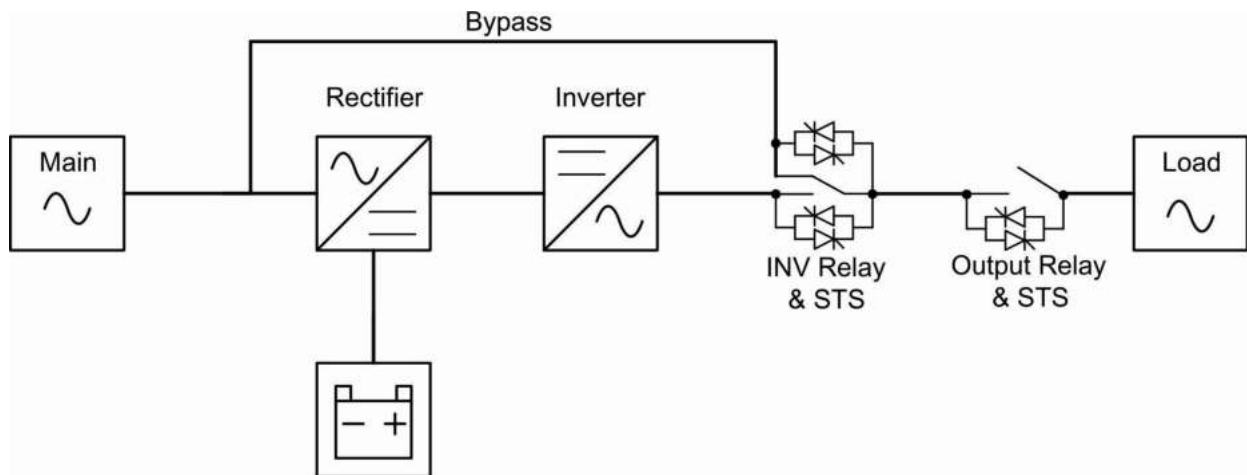 Bypass
Rectifier
Inverter
Main
Load
INV Relay
& STS
Output Relay
& STS
− +